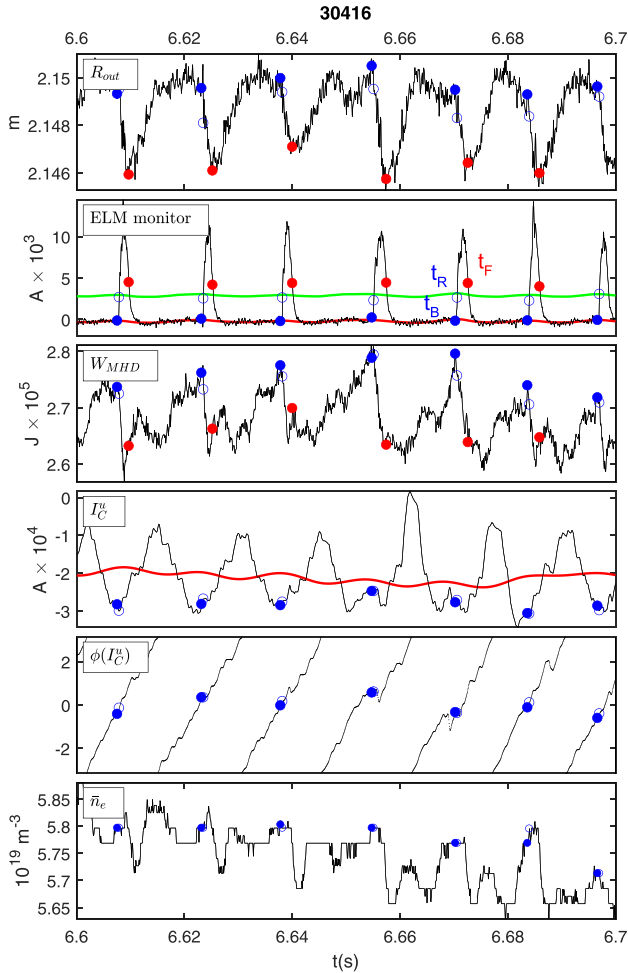 30416
6.6 6.62 6.64 6.66 6.68 6.7
R_out
2.15
2.148
2.146
m
ELM monitor
10
5
0
A × 10^3
t_R
t_F
t_B
W_MHD
2.8
2.7
2.6
J × 10^5
I_C^u
0
-1
-2
-3
A × 10^4
ϕ(I_C^u)
2
0
-2
n̄_e
5.85
5.8
5.75
5.7
5.65
10^19 m^-3
6.6 6.62 6.64 6.66 6.68 6.7
t(s)